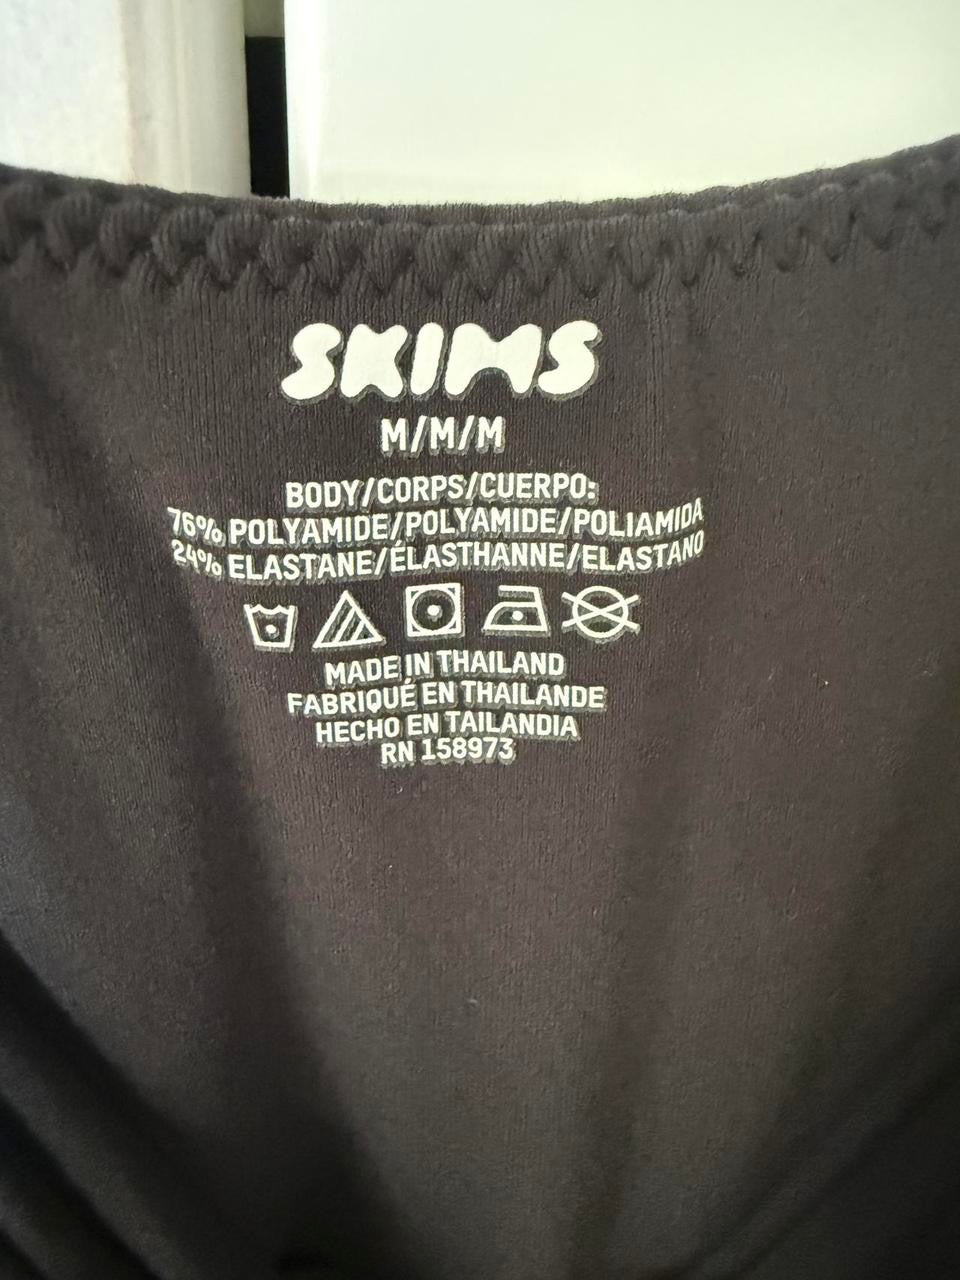 SKIMS
M/M/M
BODY/CORPS/CUERPO:
76% POLYAMIDE/POLYAMIDE/POLIAMIDA
24% ELASTANE/ÉLASTHANNE/ELASTANO
MADE IN THAILAND
FABRIQUÉ EN THAILANDE
HECHO EN TAILANDIA
RN 158973